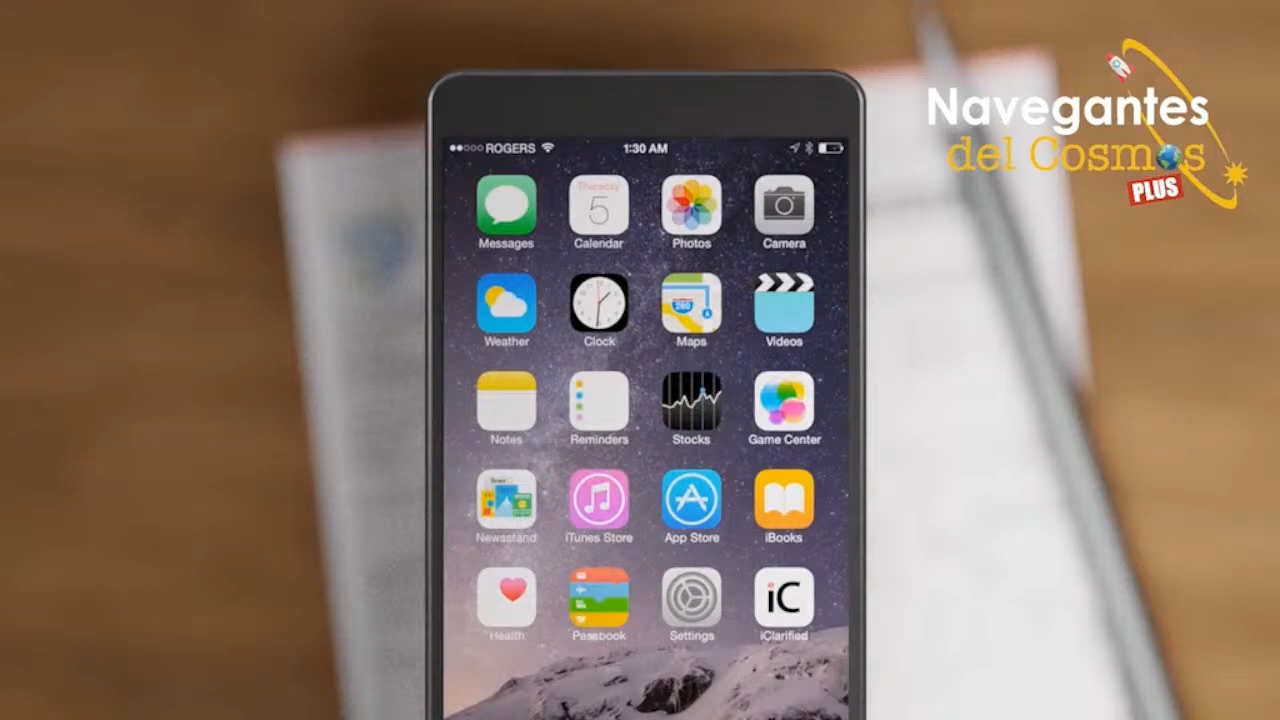 Navegantes
del Cosmos
PLUS
ROGERS 1:30 AM
Messages Calendar Photos Camera
Thursday
5
Weather Clock Maps Videos
280
A
Notes Reminders Stocks Game Center
Newsstand iTunes Store App Store iBooks
iC
Health Passbook Settings iClarified